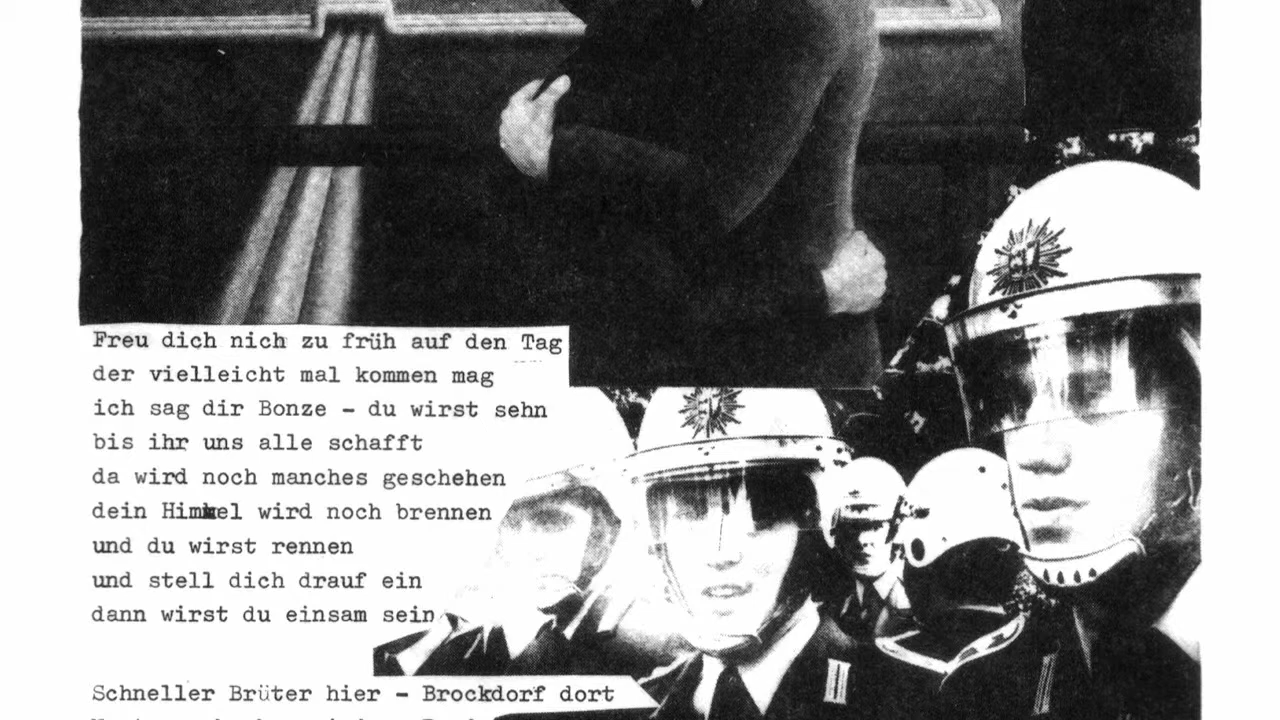 Freu dich nich zu früh auf den Tag
der vielleicht mal kommen mag
ich sag dir Bonze - du wirst sehn
bis ihr uns alle schafft
da wird noch manches geschehen
dein Himmel wird noch brennen
und du wirst rennen
und stell dich drauf ein
dann wirst du einsam sein
Schneller Brüter hier - Brockdorf dort